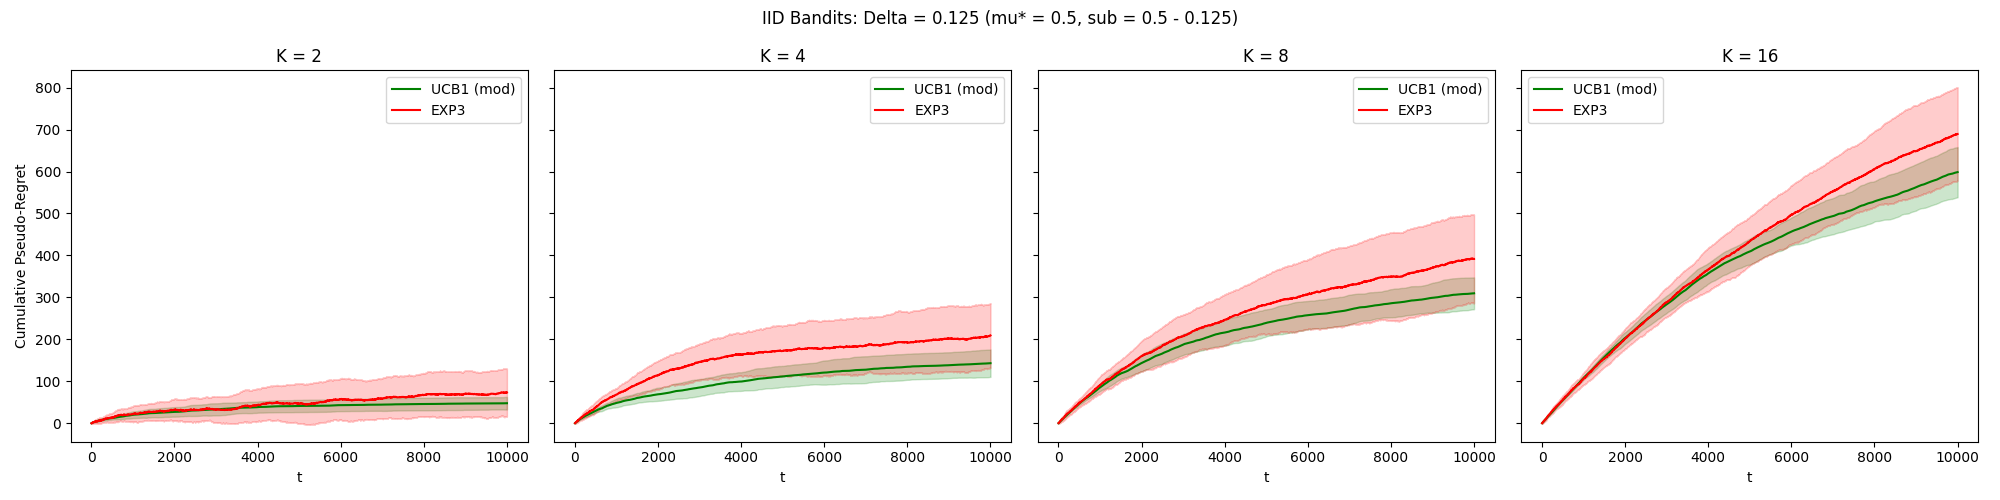 IID Bandits: Delta = 0.125 (mu* = 0.5, sub = 0.5 - 0.125)
K = 2
Cumulative Pseudo-Regret
800
700
600
500
400
300
200
100
0
UCB1 (mod)
EXP3
0 2000 4000 6000 8000 10000
t
K = 4
UCB1 (mod)
EXP3
0 2000 4000 6000 8000 10000
t
K = 8
UCB1 (mod)
EXP3
0 2000 4000 6000 8000 10000
t
K = 16
UCB1 (mod)
EXP3
0 2000 4000 6000 8000 10000
t